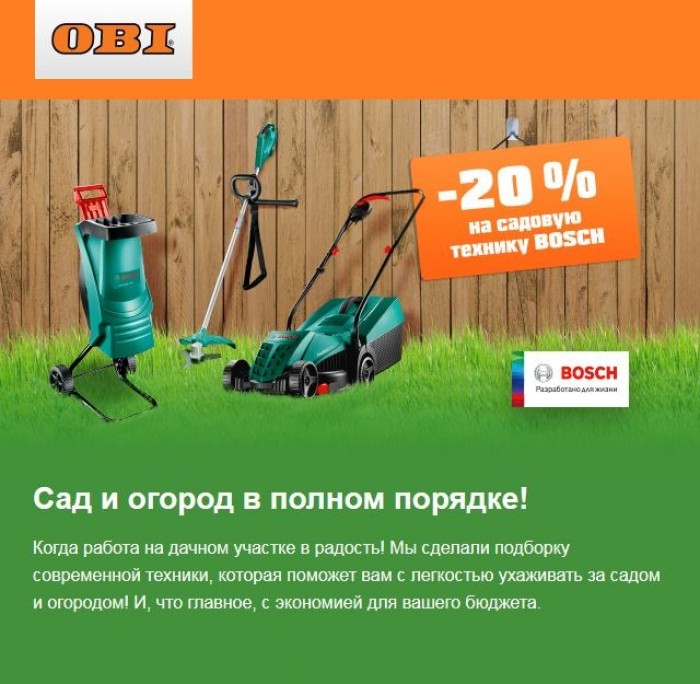 OBI
-20 %
на садовую
технику BOSCH
BOSCH
BOSCH
Разработано для жизни
Сад и огород в полном порядке!
Когда работа на дачном участке в радость! Мы сделали подборку
современной техники, которая поможет вам с легкостью ухаживать за садом
и огородом! И, что главное, с экономией для вашего бюджета.